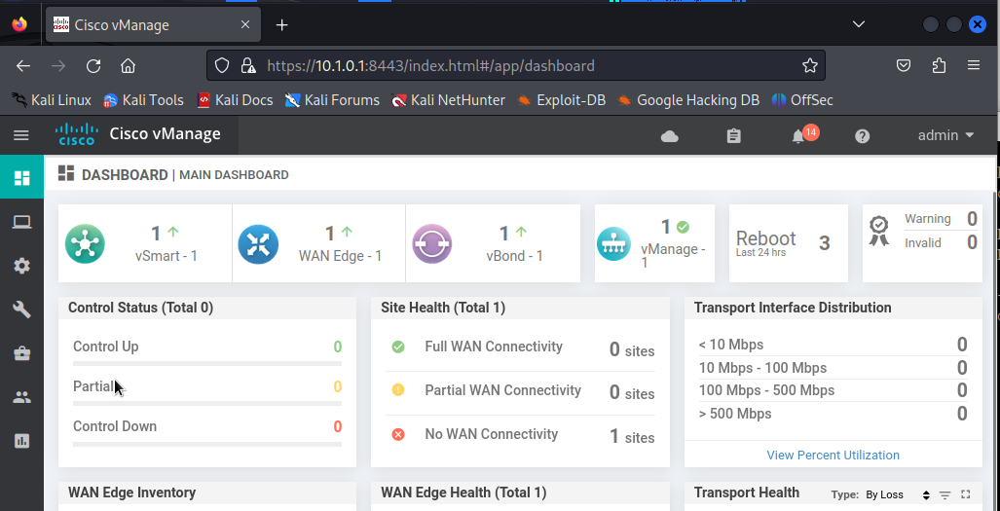 Cisco vManage
https://10.1.0.1:8443/index.html#/app/dashboard
Kali Linux Kali Tools Kali Docs Kali Forums Kali NetHunter Exploit-DB Google Hacking DB OffSec
cisco Cisco vManage 14 admin
DASHBOARD | MAIN DASHBOARD
1 vSmart - 1
1 WAN Edge - 1
1 vBond - 1
1 vManage - 1
Reboot 3
Last 24 hrs
Warning 0
Invalid 0
Control Status (Total 0)
Control Up 0
Partial 0
Control Down 0
Site Health (Total 1)
Full WAN Connectivity 0 sites
Partial WAN Connectivity 0 sites
No WAN Connectivity 1 sites
Transport Interface Distribution
< 10 Mbps 0
10 Mbps - 100 Mbps 0
100 Mbps - 500 Mbps 0
> 500 Mbps 0
View Percent Utilization
WAN Edge Inventory
WAN Edge Health (Total 1)
Transport Health Type: By Loss